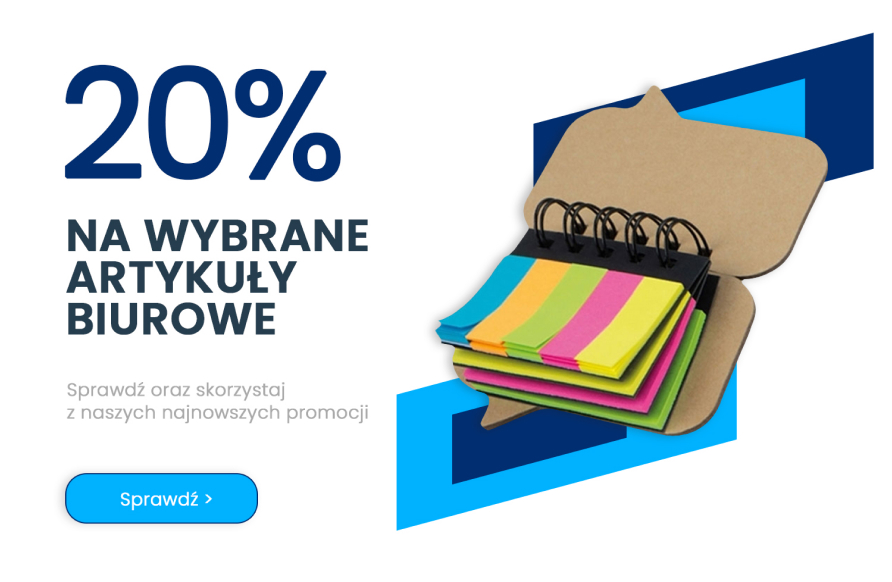 20%
NA WYBRANE
ARTYKUŁY
BIUROWE
Sprawdź oraz skorzystaj
z naszych najnowszych promocji
Sprawdź >